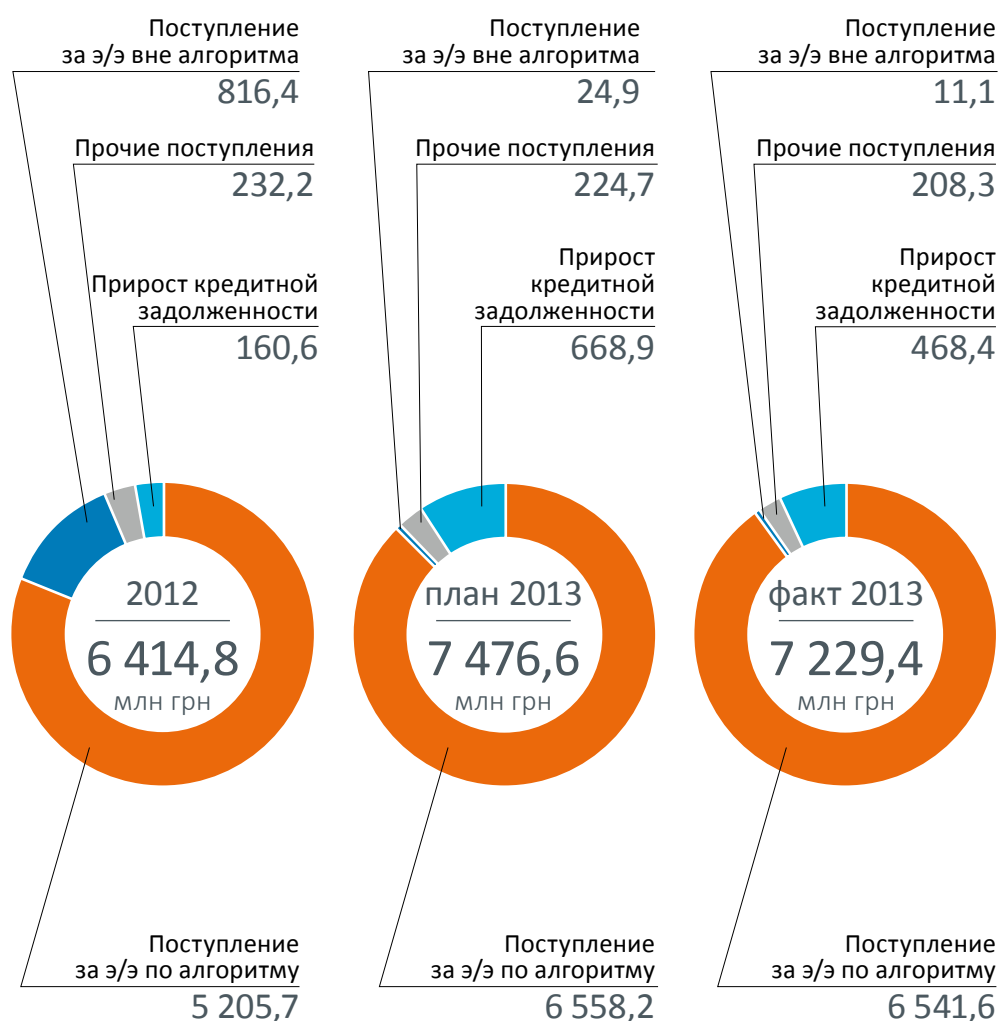 Поступление
за э/э вне алгоритма
816,4
Прочие поступления
232,2
Прирост кредитной
задолженности
160,6
2012
6 414,8
млн грн
Поступление
за э/э по алгоритму
5 205,7
Поступление
за э/э вне алгоритма
24,9
Прочие поступления
224,7
Прирост
кредитной
задолженности
668,9
план 2013
7 476,6
млн грн
Поступление
за э/э по алгоритму
6 558,2
Поступление
за э/э вне алгоритма
11,1
Прочие поступления
208,3
Прирост
кредитной
задолженности
468,4
факт 2013
7 229,4
млн грн
Поступление
за э/э по алгоритму
6 541,6